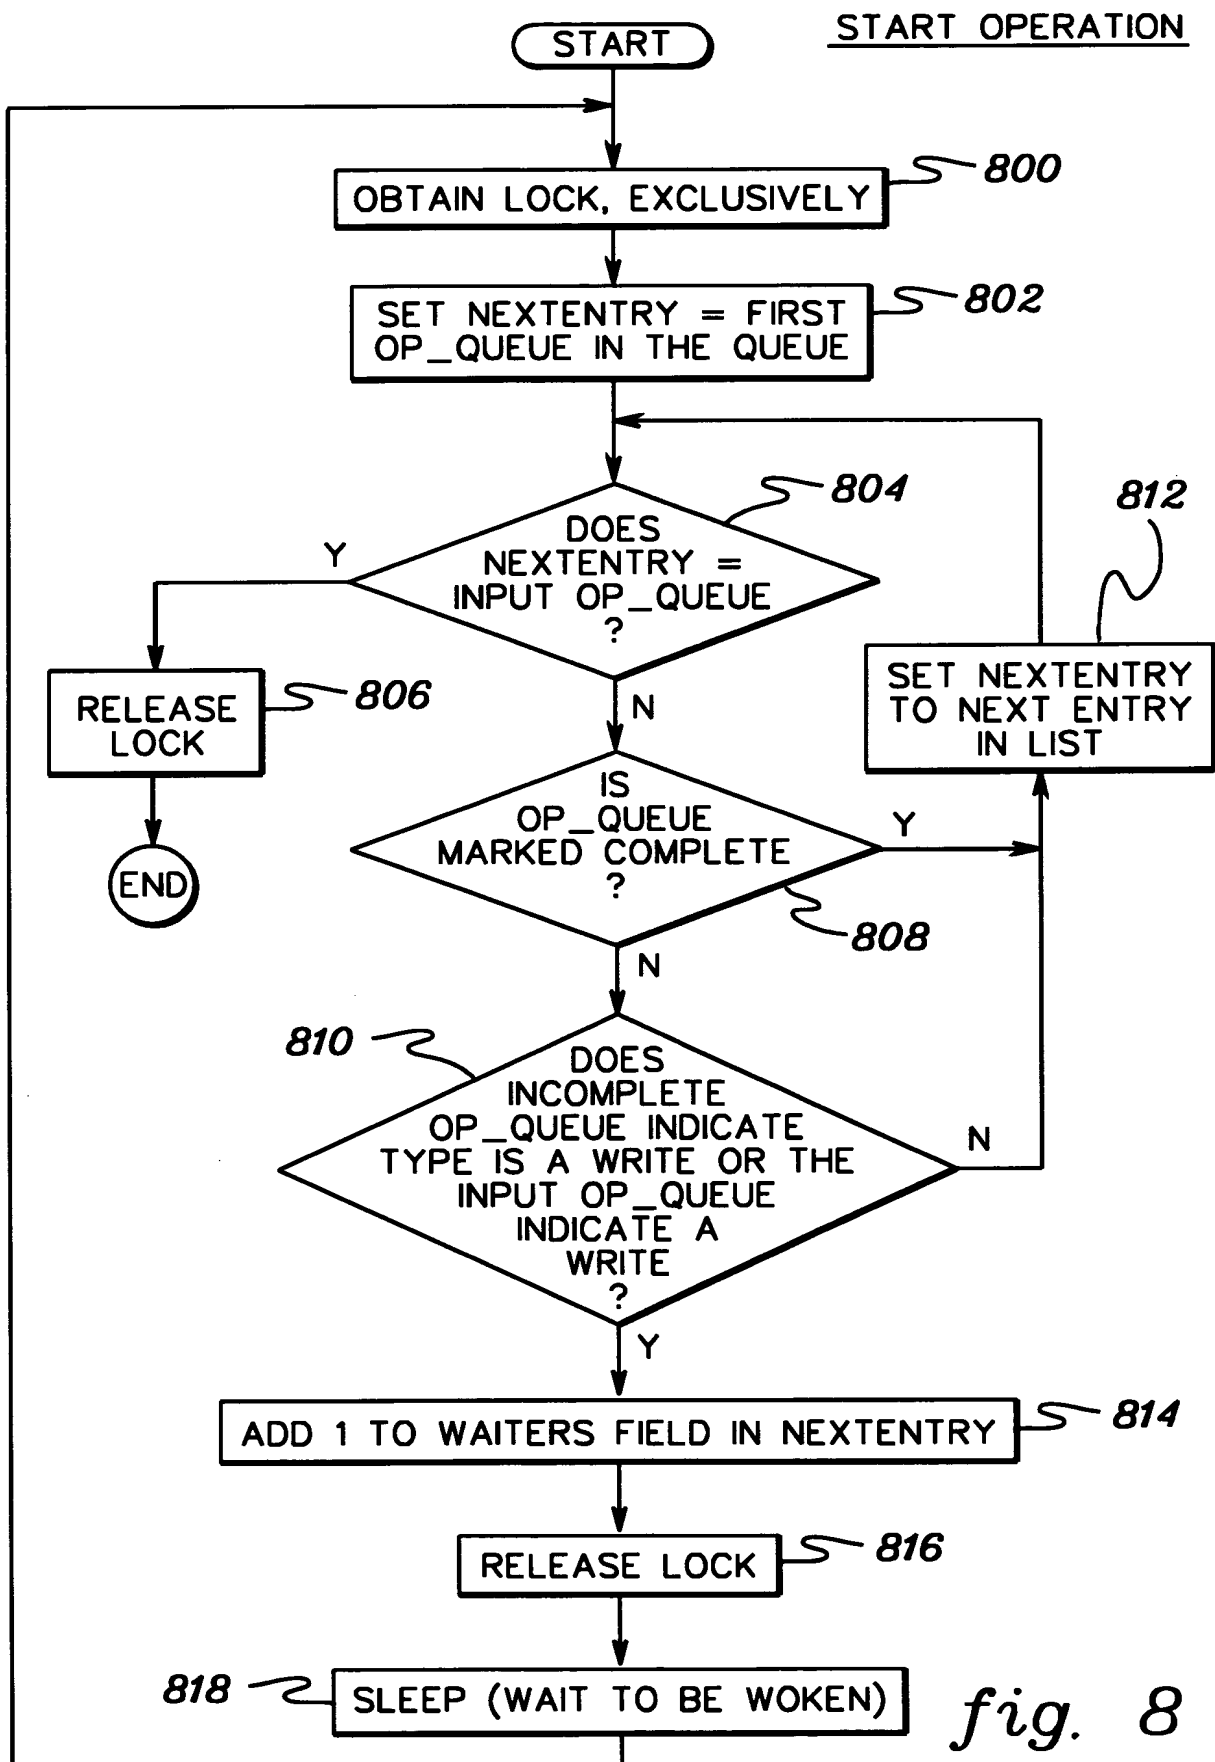 START OPERATION
START
800
OBTAIN LOCK, EXCLUSIVELY
802
SET NEXTENTRY = FIRST
OP_QUEUE IN THE QUEUE
804
812
DOES
NEXTENTRY =
INPUT OP_QUEUE
?
Y
N
806
RELEASE
LOCK
SET NEXTENTRY
TO NEXT ENTRY
IN LIST
END
IS
OP_QUEUE
MARKED COMPLETE
?
Y
808
N
810
DOES
INCOMPLETE
OP_QUEUE INDICATE
TYPE IS A WRITE OR THE
INPUT OP_QUEUE
INDICATE A
WRITE
?
N
Y
814
ADD 1 TO WAITERS FIELD IN NEXTENTRY
816
RELEASE LOCK
818
SLEEP (WAIT TO BE WOKEN)
fig. 8